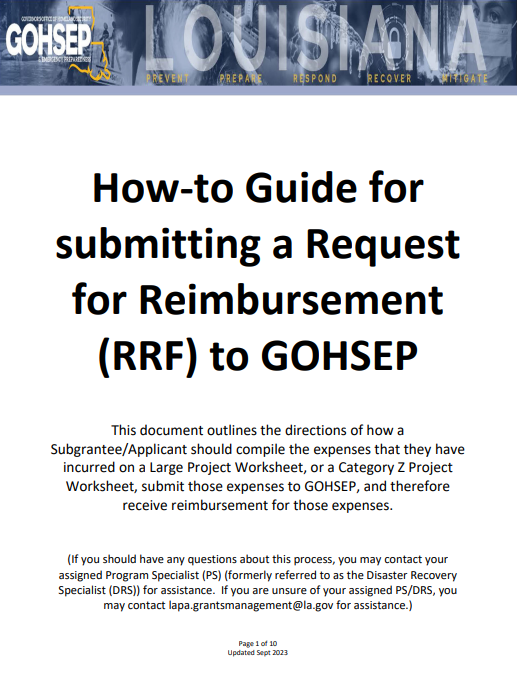 GOVERNOR'S OFFICE OF HOMELAND SECURITY
GOHSEP
& EMERGENCY PREPAREDNESS
LOUISIANA
PREVENT PREPARE RESPOND RECOVER MITIGATE
How-to Guide for
submitting a Request
for Reimbursement
(RRF) to GOHSEP
This document outlines the directions of how a
Subgrantee/Applicant should compile the expenses that they have
incurred on a Large Project Worksheet, or a Category Z Project
Worksheet, submit those expenses to GOHSEP, and therefore
receive reimbursement for those expenses.
(If you should have any questions about this process, you may contact your
assigned Program Specialist (PS) (formerly referred to as the Disaster Recovery
Specialist (DRS)) for assistance.  If you are unsure of your assigned PS/DRS, you
may contact lapa.grantsmanagement@la.gov for assistance.)
Page 1 of 10
Updated Sept 2023